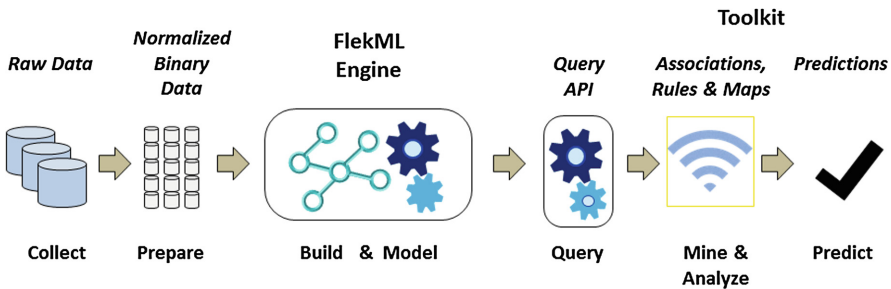 Toolkit
Raw Data
Normalized
Binary
Data
FlekML
Engine
Query
API
Associations,
Rules & Maps
Predictions
Collect
Prepare
Build & Model
Query
Mine &
Analyze
Predict